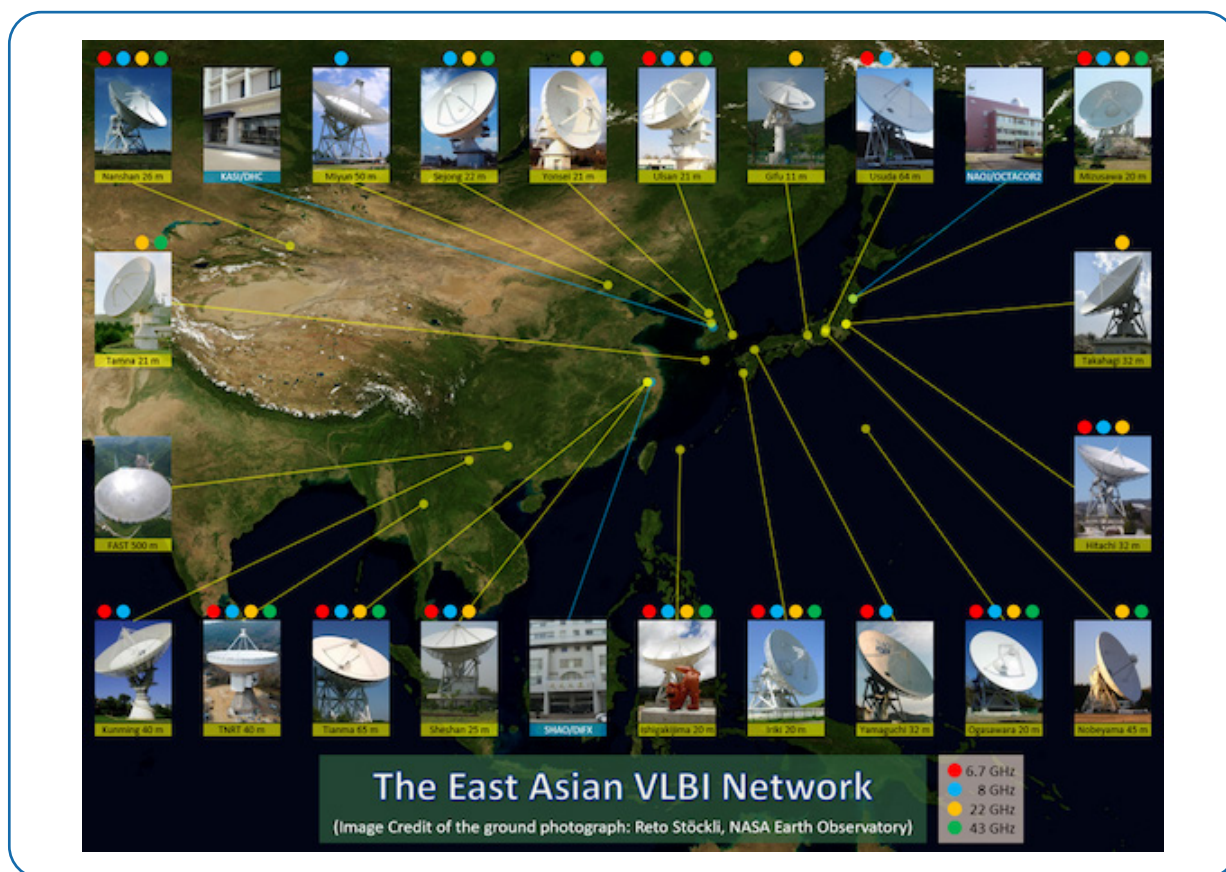 Nanshan 26 m
KASI/DHC
Miyun 50 m
Sejong 22 m
Yonsei 21 m
Ulsan 21 m
Gifu 11 m
Usuda 64 m
NAOJ/OCTACOR2
Mizusawa 20 m
Tamna 21 m
Takahagi 32 m
FAST 500 m
Hitachi 32 m
Kunming 40 m
TNRT 40 m
Tianma 65 m
Sheshan 25 m
SHAO/DiFX
Ishigakijima 20 m
Iriki 20 m
Yamaguchi 32 m
Ogasawara 20 m
Nobeyama 45 m
The East Asian VLBI Network
(Image Credit of the ground photograph: Reto Stöckli, NASA Earth Observatory)
6.7 GHz
8 GHz
22 GHz
43 GHz